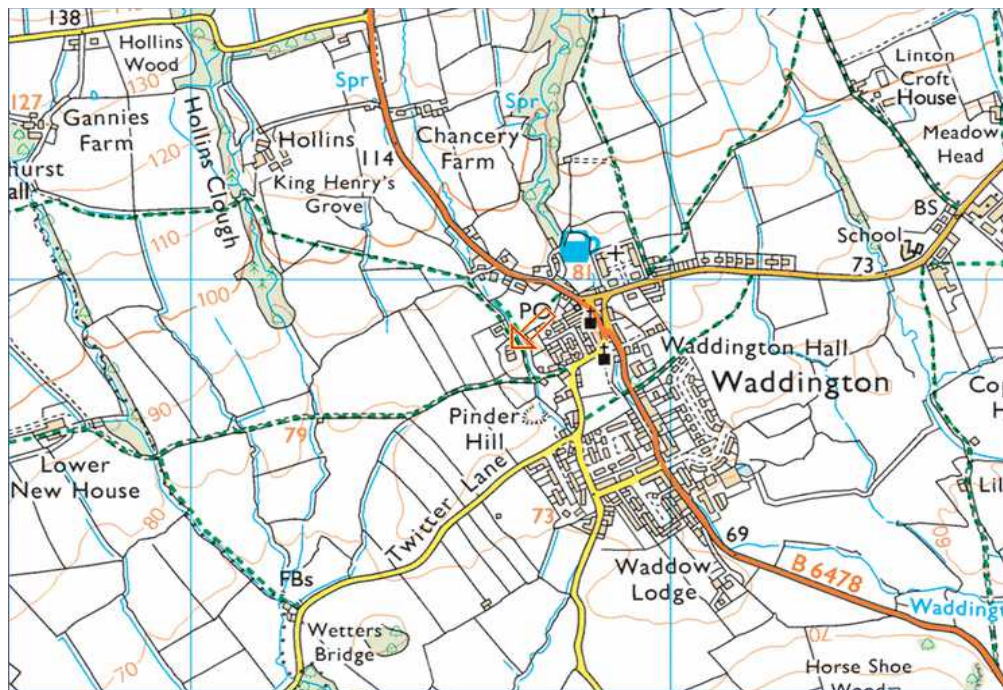 138
Hollins
Wood
130
127
Gannies
Farm
120
Hollins Clough
Hollins
King Henry's
Grove
Spr
114
Chancery
Farm
Spr
Linton
Croft
House
Meadow
Head
BS
School
73
hurst
all
110
100
81
PO
Waddington Hall
Waddington
90
79
Pinder
Hill
Lower
New House
80
Twitter Lane
73
69
B 6478
FBs
Waddow
Lodge
Wetters
Bridge
70
70
60
Co
H
Lil
Waddingt
Horse Shoe
Wood